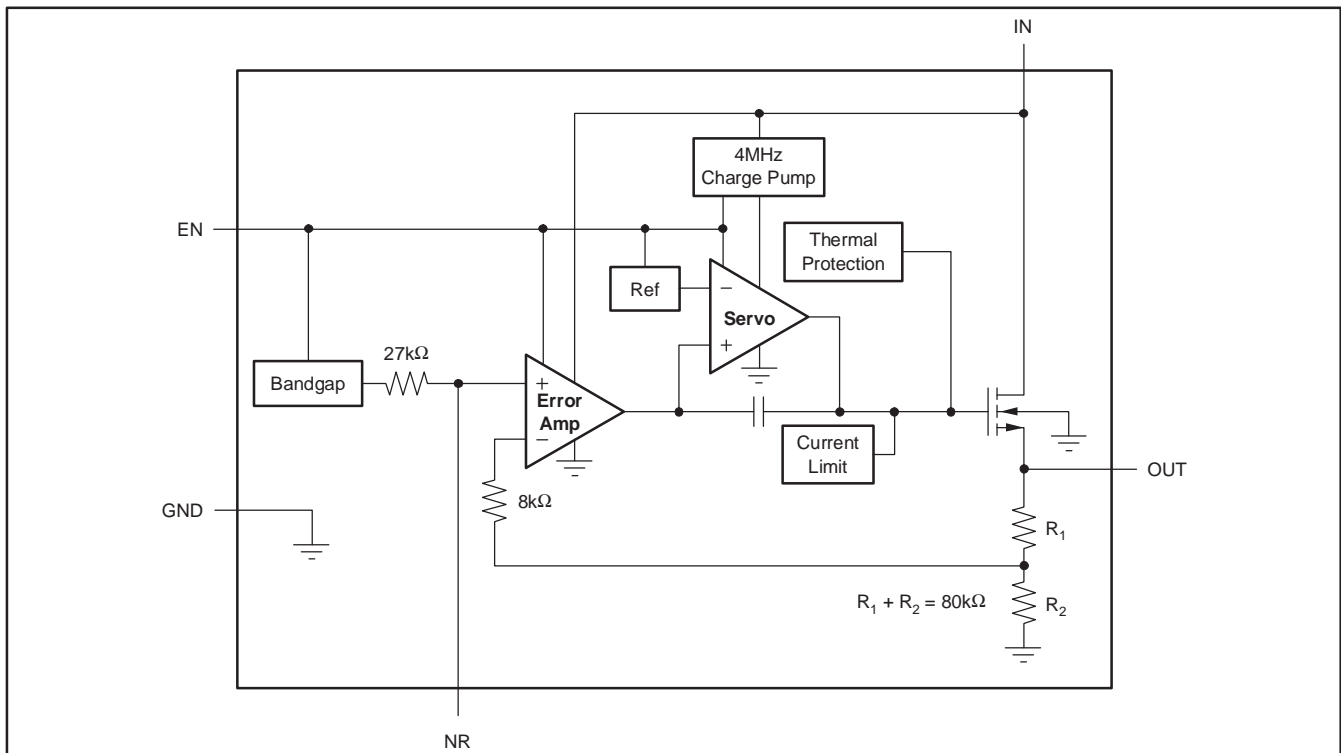 IN
4MHz
Charge Pump
EN
Thermal
Protection
Ref
−
Servo
+
27kΩ
Bandgap
+
Error
Amp
−
Current
Limit
OUT
8kΩ
GND
R₁
R₁ + R₂ = 80kΩ
R₂
NR